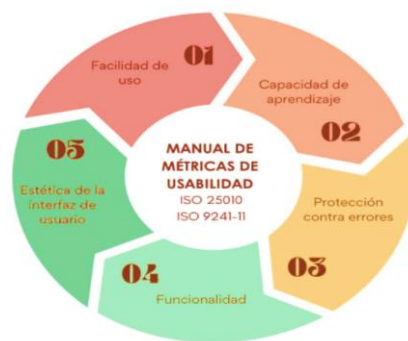 01
Facilidad de
uso
Capacidad de
aprendizaje
02
Protección
contra errores
03
04
Funcionalidad
05
Estética de la
interfaz de
usuario
MANUAL DE
MÉTRICAS DE
USABILIDAD
ISO 25010
ISO 9241-11